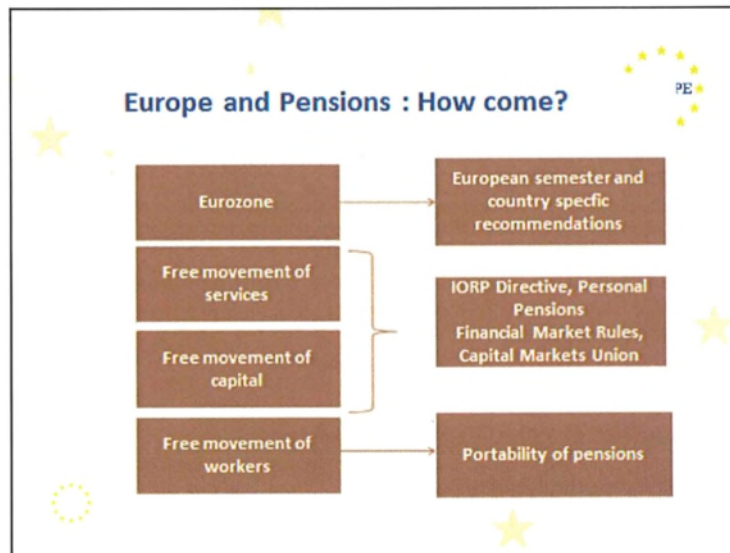 Europe and Pensions : How come?
PE
Eurozone
European semester and
country specfic
recommendations
Free movement of
services
IORP Directive, Personal
Pensions
Financial Market Rules,
Capital Markets Union
Free movement of
capital
Free movement of
workers
Portability of pensions